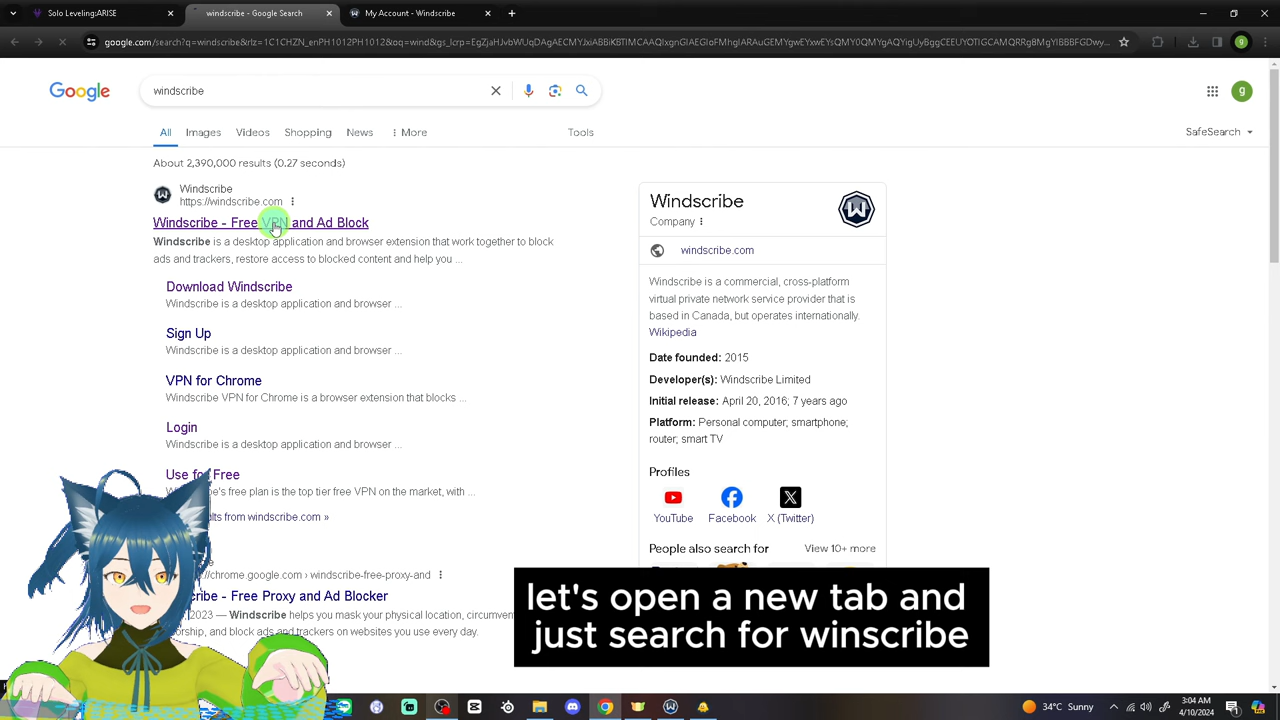 Solo Leveling:ARISE
windscribe - Google Search
My Account - Windscribe
google.com/search?q=windscribe&rlz=1C1CHZN_enPH1012PH1012&oq=wind&gs_lcrp=
Google
windscribe
g
All
Images
Videos
Shopping
News
More
Tools
SafeSearch
About 2,390,000 results (0.27 seconds)
Windscribe
https://windscribe.com
Windscribe - Free VPN and Ad Block
Windscribe is a desktop application and browser extension that work together to block
ads and trackers, restore access to blocked content and help you ...
Download Windscribe
Windscribe is a desktop application and browser ...
Sign Up
Windscribe is a desktop application and browser ...
VPN for Chrome
Windscribe VPN for Chrome is a browser extension that blocks ...
Login
Windscribe is a desktop application and browser ...
Use for Free
's free plan is the top tier free VPN on the market, with ...
from windscribe.com »
chrome.google.com › windscribe-free-proxy-and
- Free Proxy and Ad Blocker
2023 — Windscribe helps you mask your physical location,
and block ads and trackers on websites you use every day.
Windscribe
Company
windscribe.com
Windscribe is a commercial, cross-platform
virtual private network service provider that is
based in Canada, but operates internationally.
Wikipedia
Date founded: 2015
Developer(s): Windscribe Limited
Initial release: April 20, 2016; 7 years ago
Platform: Personal computer; smartphone;
router; smart TV
Profiles
YouTube
Facebook
X (Twitter)
People also search for
View 10+ more
let's open a new tab and
just search for winscribe
34°C Sunny
3:04 AM
4/10/2024